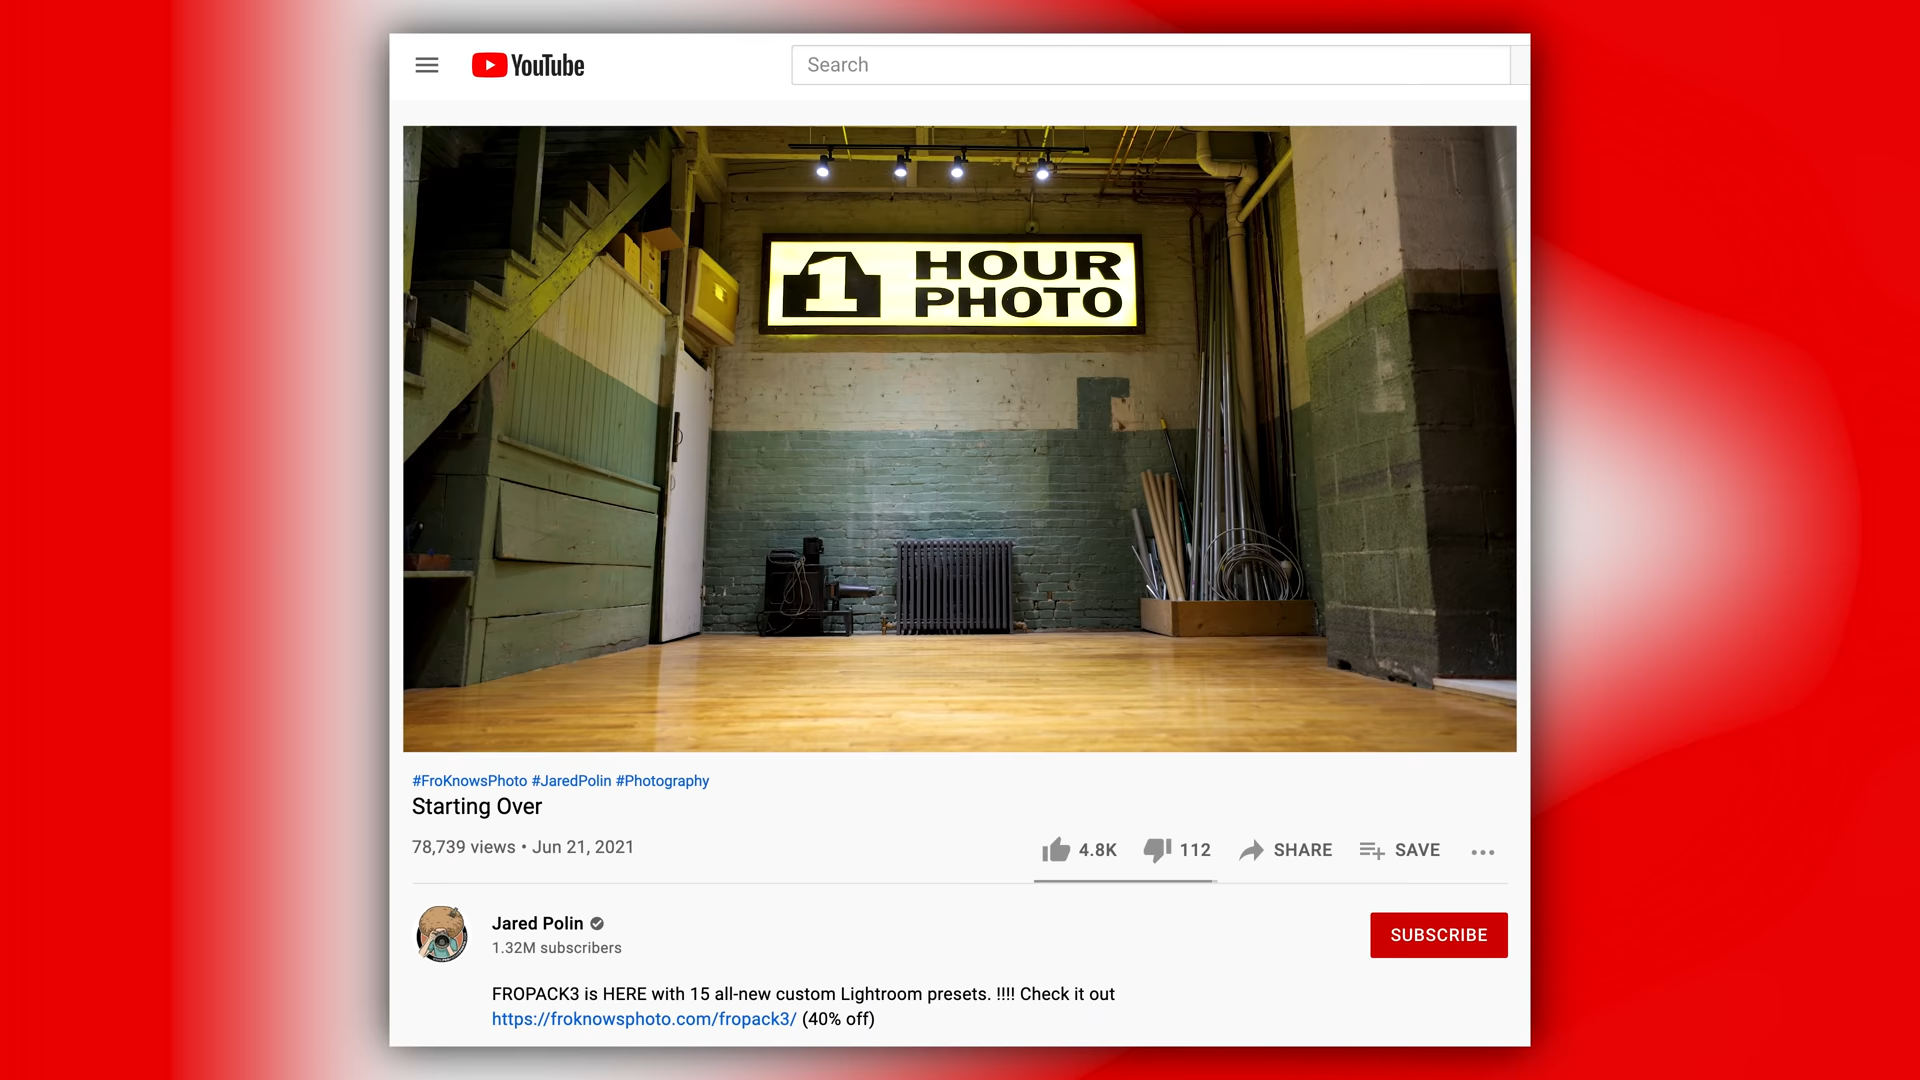 YouTube
Search
1 HOUR
PHOTO
#FroKnowsPhoto #JaredPolin #Photography
Starting Over
78,739 views • Jun 21, 2021
4.8K 112 SHARE SAVE
Jared Polin
1.32M subscribers
SUBSCRIBE
FROPACK3 is HERE with 15 all-new custom Lightroom presets. !!!! Check it out
https://froknowsphoto.com/fropack3/ (40% off)